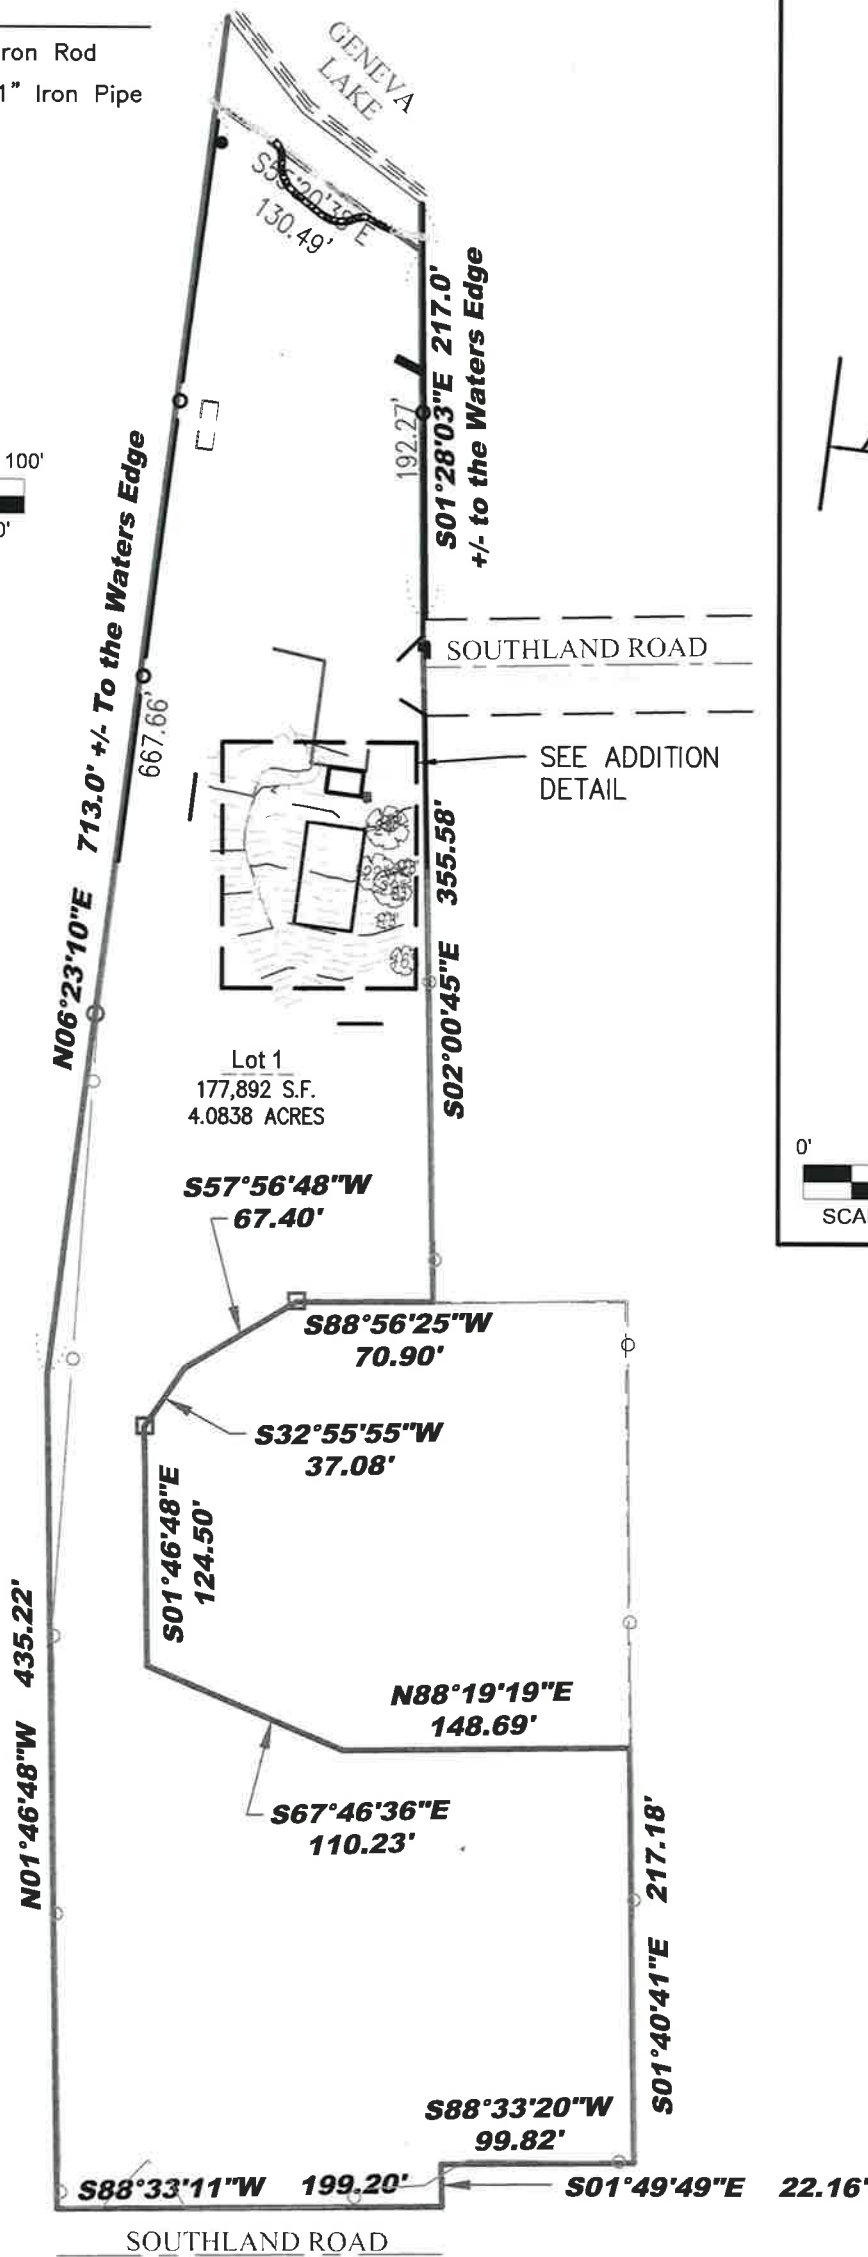 ron Rod
1" Iron Pipe
GENEVA
LAKE
S55°20'38"E
130.49'
S01°28'03"E 217.0'
+/- to the Waters Edge
192.27'
100'
0'
N06°23'10"E 713.0' +/- To the Waters Edge
667.66'
SOUTHLAND ROAD
SEE ADDITION
DETAIL
S02°00'45"E 355.58'
Lot 1
177,892 S.F.
4.0838 ACRES
0'
SCA
S57°56'48"W
67.40'
S88°56'25"W
70.90'
S32°55'55"W
37.08'
S01°46'48"E
124.50'
N01°46'48"W 435.22'
N88°19'19"E
148.69'
S67°46'36"E
110.23'
S01°40'41"E 217.18'
S88°33'20"W
99.82'
S88°33'11"W 199.20'
S01°49'49"E 22.16'
SOUTHLAND ROAD